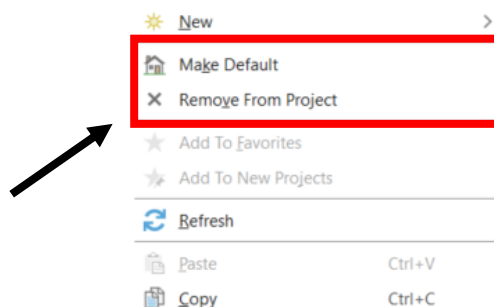 New
Make Default
Remove From Project
Add To Favorites
Add To New Projects
Refresh
Paste Ctrl+V
Copy Ctrl+C